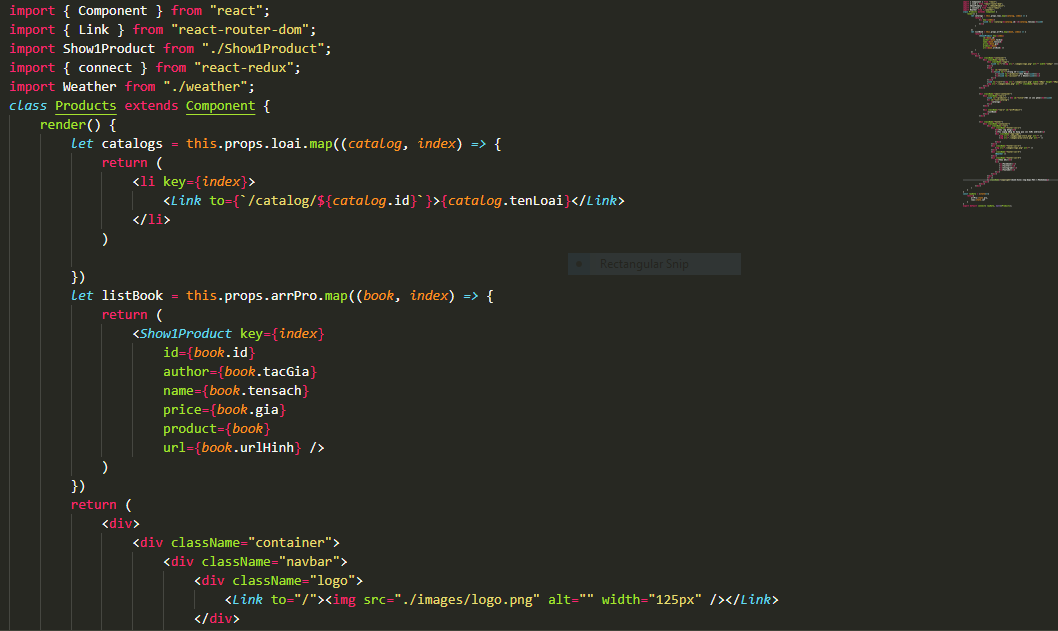 import { Component } from "react";
import { Link } from "react-router-dom";
import Show1Product from "./Show1Product";
import { connect } from "react-redux";
import Weather from "./weather";
class Products extends Component {
    render() {
        let catalogs = this.props.loai.map((catalog, index) => {
            return (
                <li key={index}>
                    <Link to={`/catalog/${catalog.id}`}>{catalog.tenLoai}</Link>
                </li>
            )
        })
Rectangular Snip
        let listBook = this.props.arrPro.map((book, index) => {
            return (
                <Show1Product key={index}
                    id={book.id}
                    author={book.tacGia}
                    name={book.tensach}
                    price={book.gia}
                    product={book}
                    url={book.urlHinh} />
            )
        })
        return (
            <div>
                <div className="container">
                    <div className="navbar">
                        <div className="logo">
                            <Link to="/"><img src="./images/logo.png" alt="" width="125px" /></Link>
                        </div>